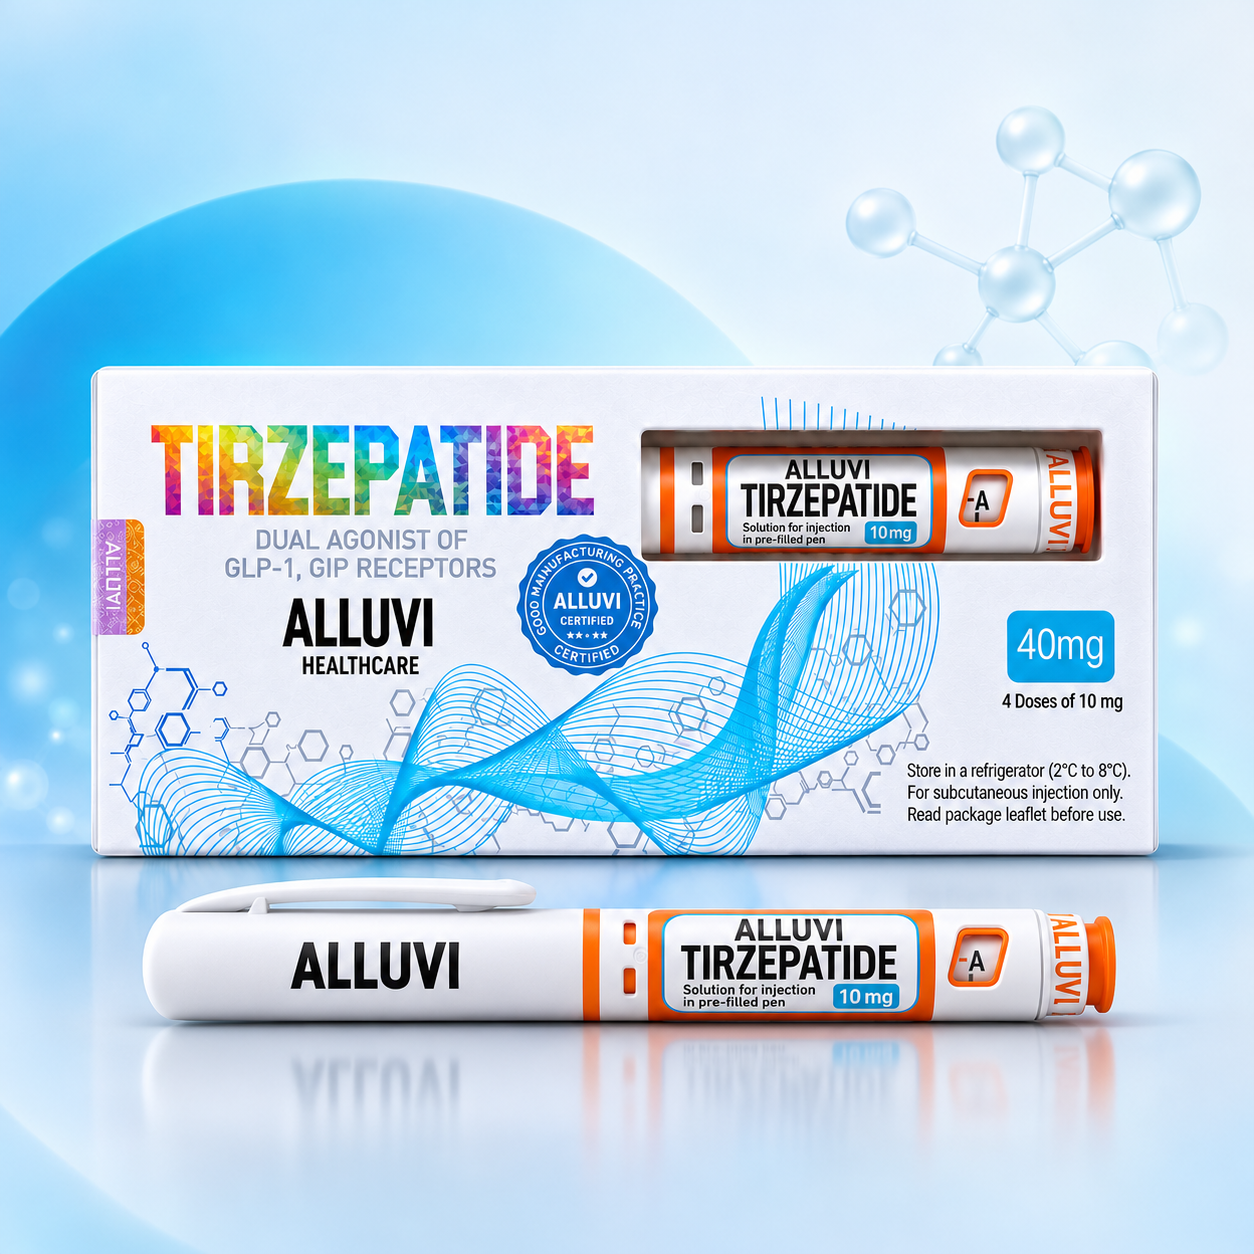 TIRZEPATIDE
DUAL AGONIST OF
GLP-1, GIP RECEPTORS
ALLUVI
HEALTHCARE
ALLUVI
GOOD MAINUFACTURING PRACTICE
ALLUVI
CERTIFIED
CERTIFIED
ALLUVI
TIRZEPATIDE
Solution for injection
in pre-filled pen
10mg
A
ALLUVI
40mg
4 Doses of 10 mg
Store in a refrigerator (2°C to 8°C).
For subcutaneous injection only.
Read package leaflet before use.
ALLUVI
ALLUVI
TIRZEPATIDE
Solution for injection
in pre-filled pen
10 mg
A
ALLUVI